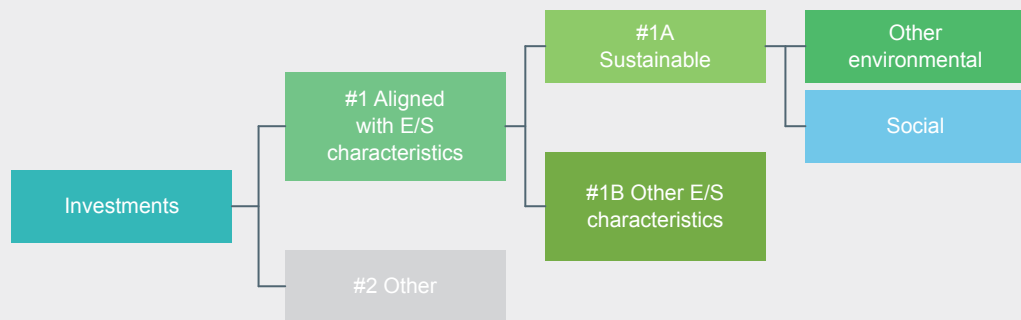 Investments
#1 Aligned
with E/S
characteristics
#2 Other
#1A
Sustainable
#1B Other E/S
characteristics
Other
environmental
Social